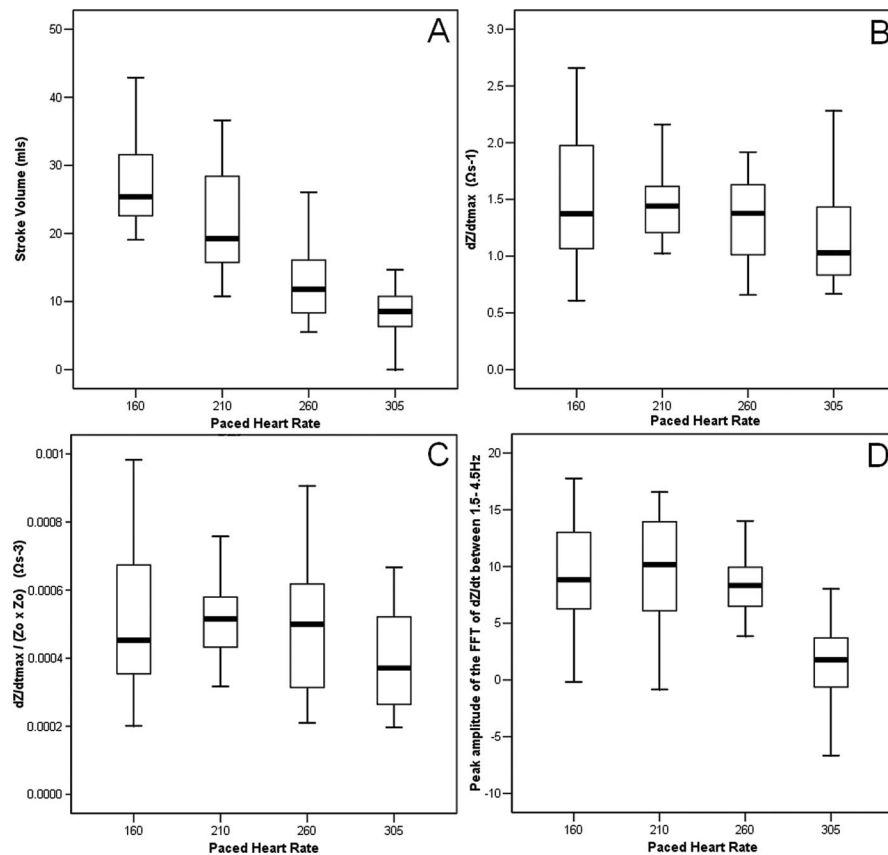 A
50
40
30
20
10
0
Stroke Volume (mls)
160 210 260 305
Paced Heart Rate
B
3.0
2.5
2.0
1.5
1.0
0.5
0.0
dZ/dtmax (Ωs-1)
160 210 260 305
Paced Heart Rate
C
0.001
0.0008
0.0006
0.0004
0.0002
0.0000
dZ/dtmax / (Zo x Zo) (Ωs-3)
160 210 260 305
Paced Heart Rate
D
20
15
10
5
0
-5
-10
Peak amplitude of the FFT of dZ/dt between 1.5- 4.5Hz
160 210 260 305
Paced Heart Rate